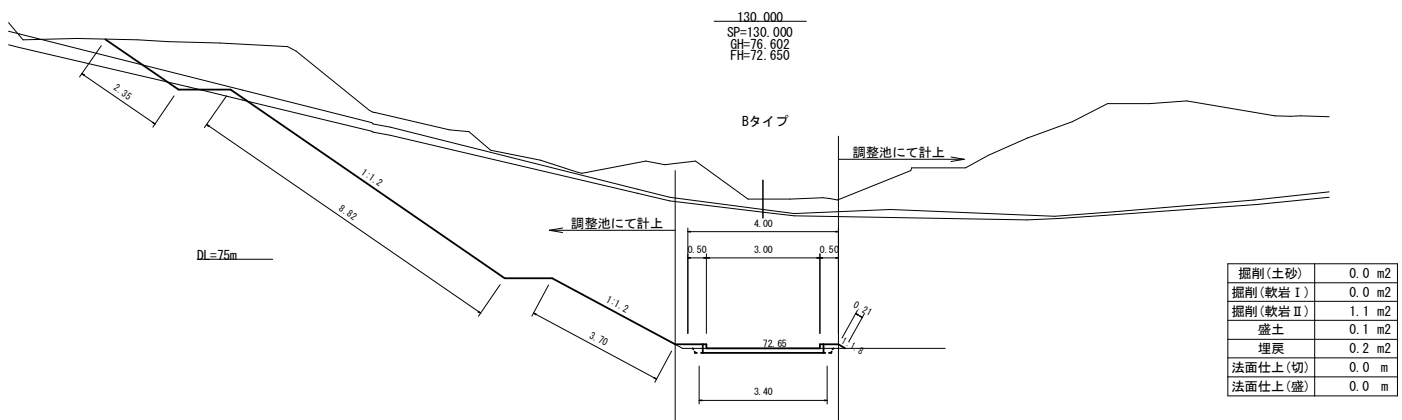 130.000
SP=130.000
GH=76.602
FH=72.650
Bタイプ
調整池にて計上
調整池にて計上
2.35
1:1.2
8.82
DL=75m
4.00
0.50
3.00
0.50
1:1.2
3.70
72.65
0.21
1:1.8
3.40
掘削(土砂) 0.0 m2
掘削(軟岩Ⅰ) 0.0 m2
掘削(軟岩Ⅱ) 1.1 m2
盛土 0.1 m2
埋戻 0.2 m2
法面仕上(切) 0.0 m
法面仕上(盛) 0.0 m